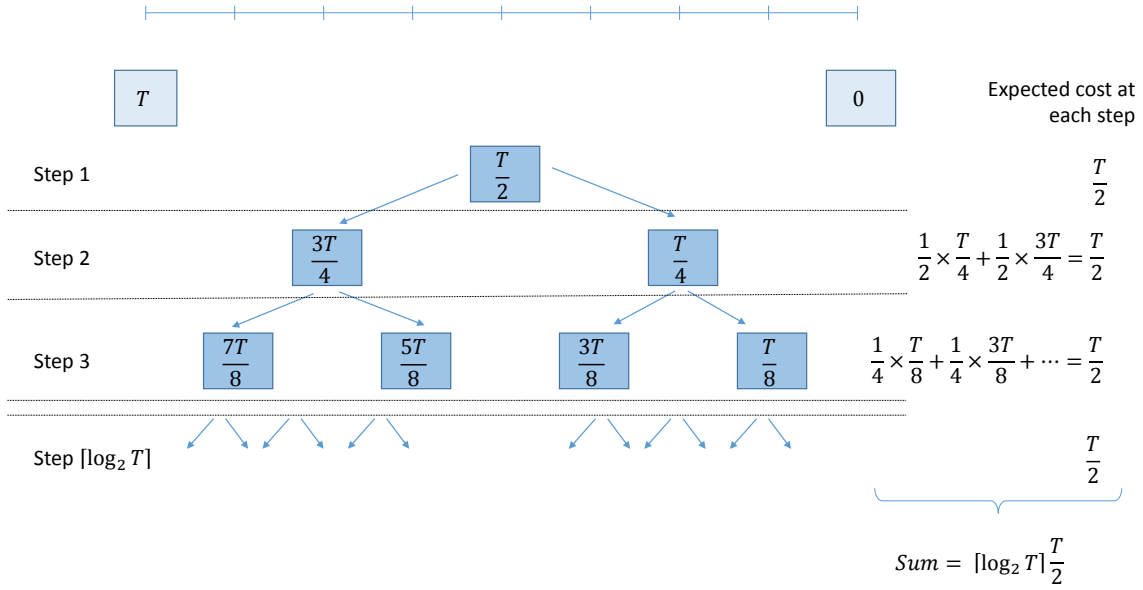 T
0
Expected cost at
each step
Step 1
T/2
T/2
Step 2
3T/4
T/4
1/2 × T/4 + 1/2 × 3T/4 = T/2
Step 3
7T/8
5T/8
3T/8
T/8
1/4 × T/8 + 1/4 × 3T/8 + ⋯ = T/2
Step ⌈log₂ T⌉
T/2
Sum = ⌈log₂ T⌉ T/2